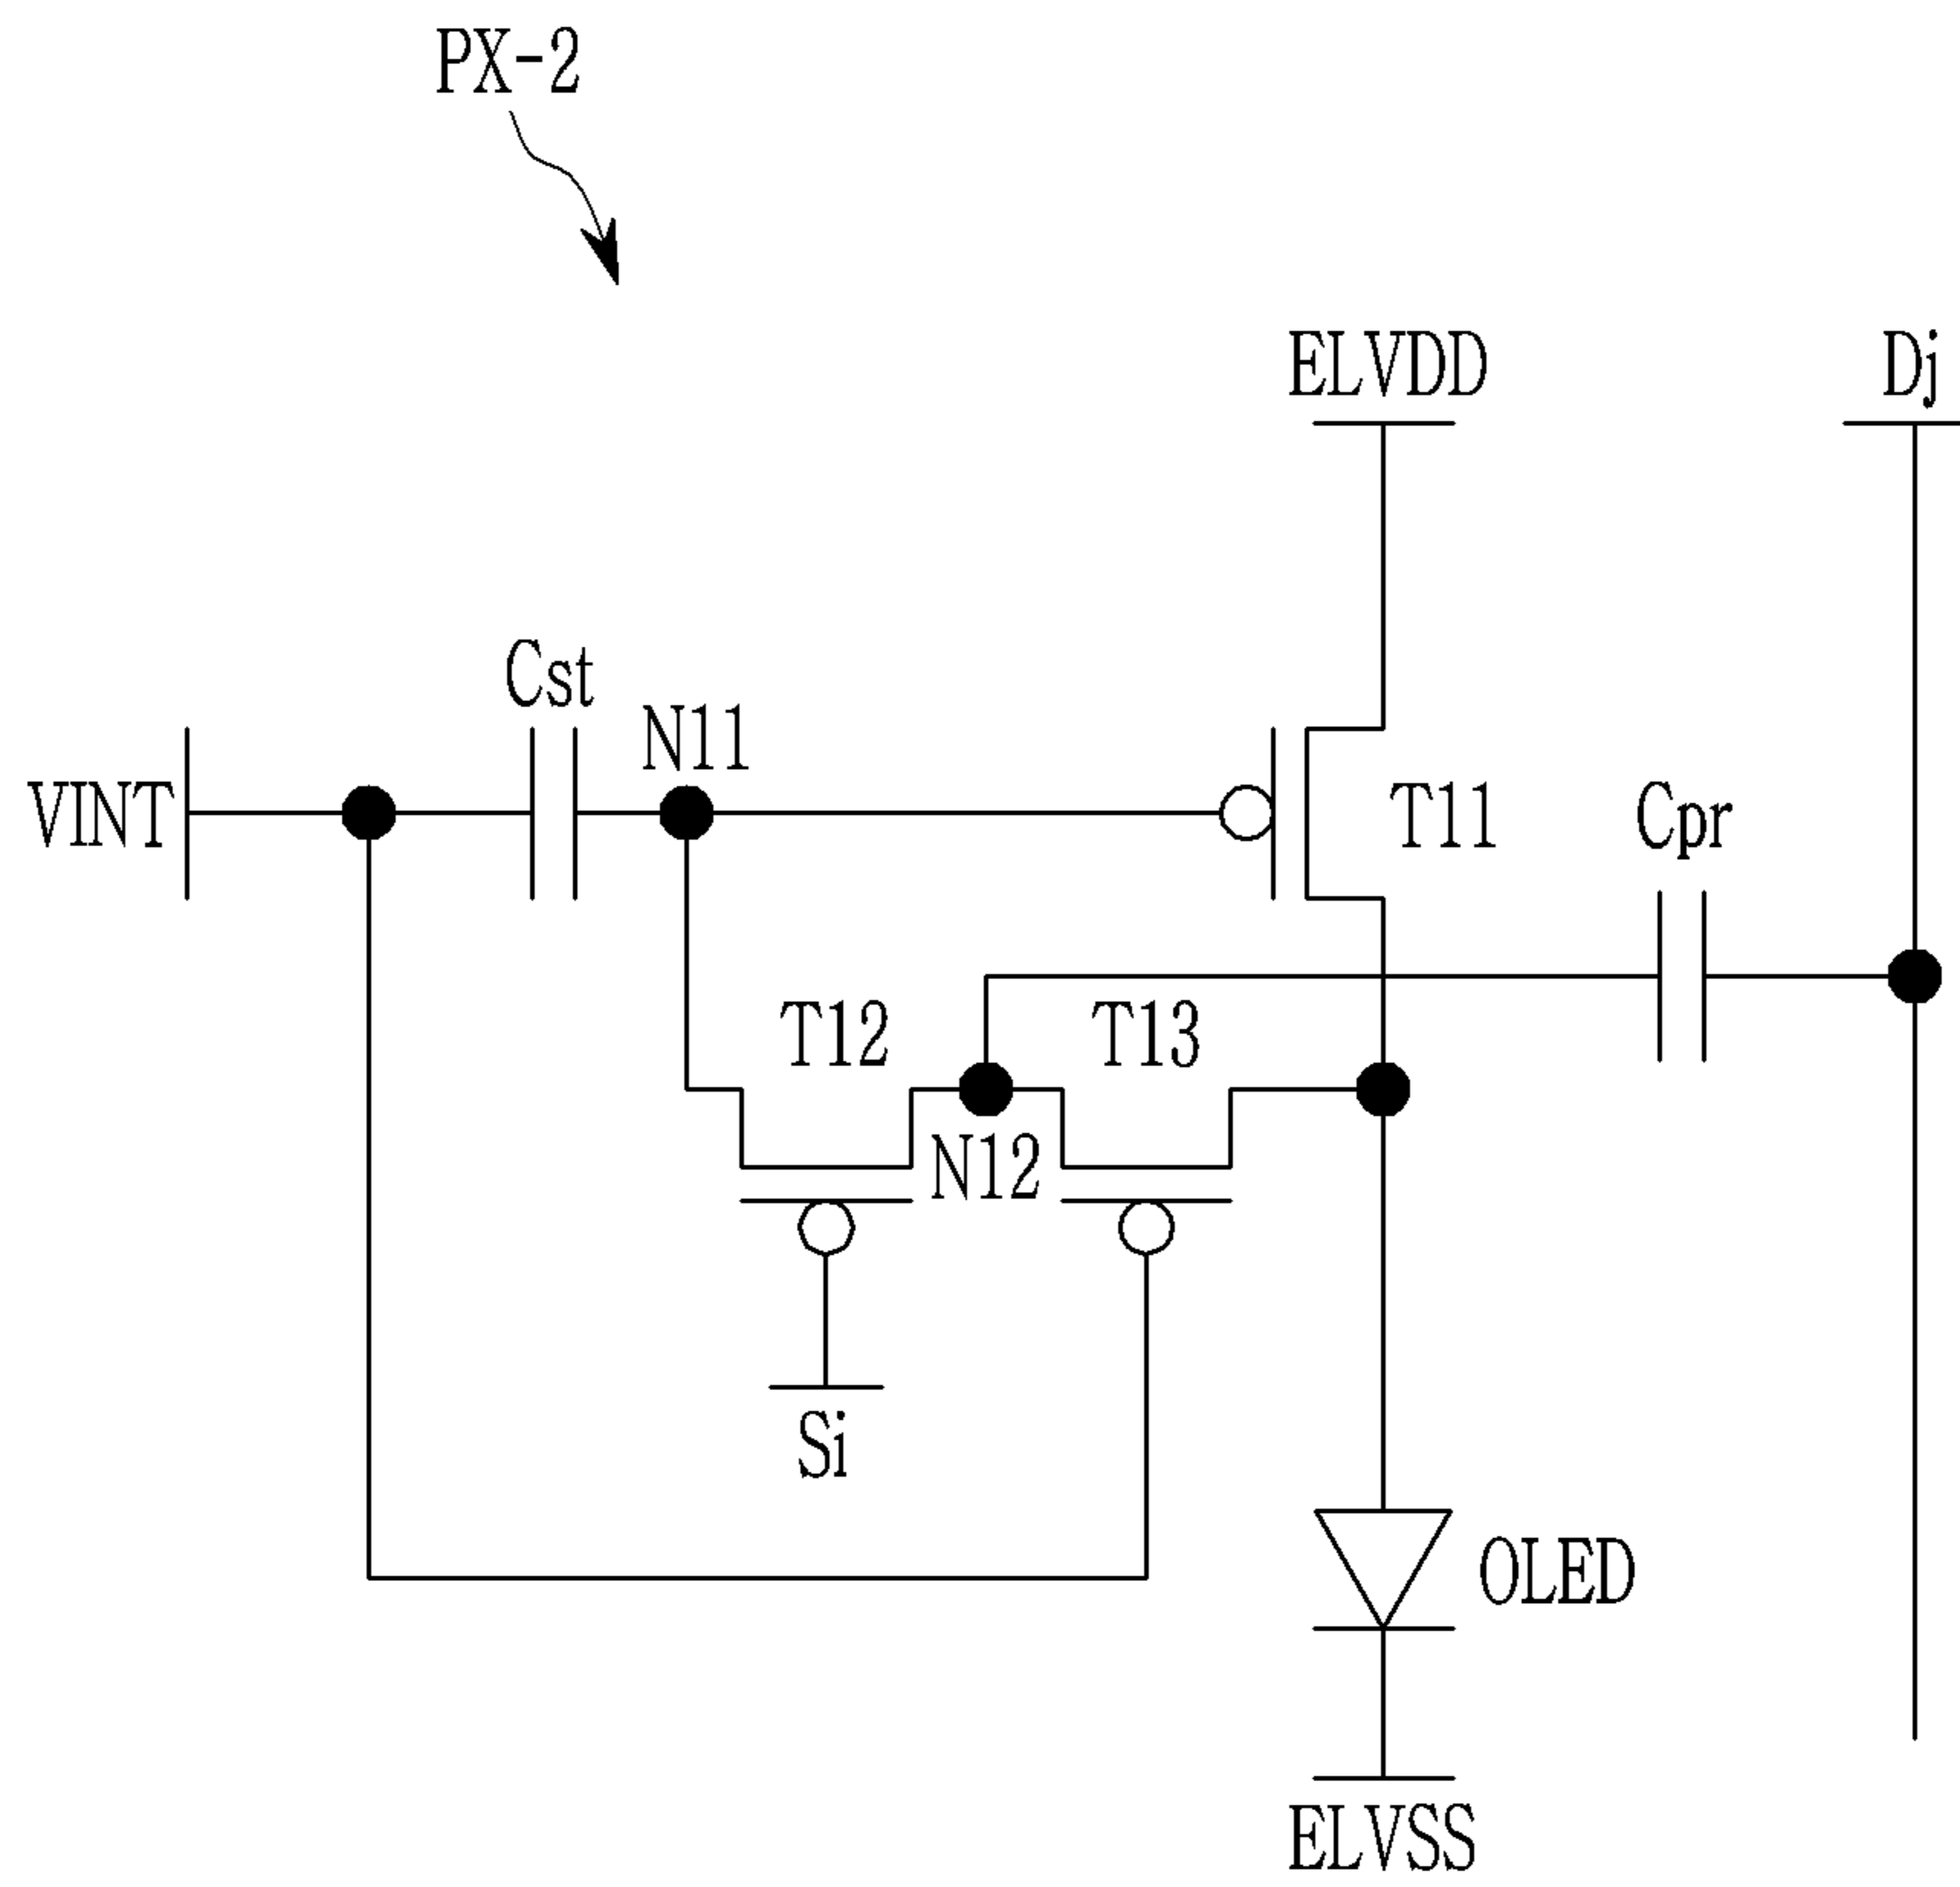 PX-2
ELVDD
Dj
Cst
N11
VINT
T11
Cpr
T12
T13
N12
Si
OLED
ELVSS